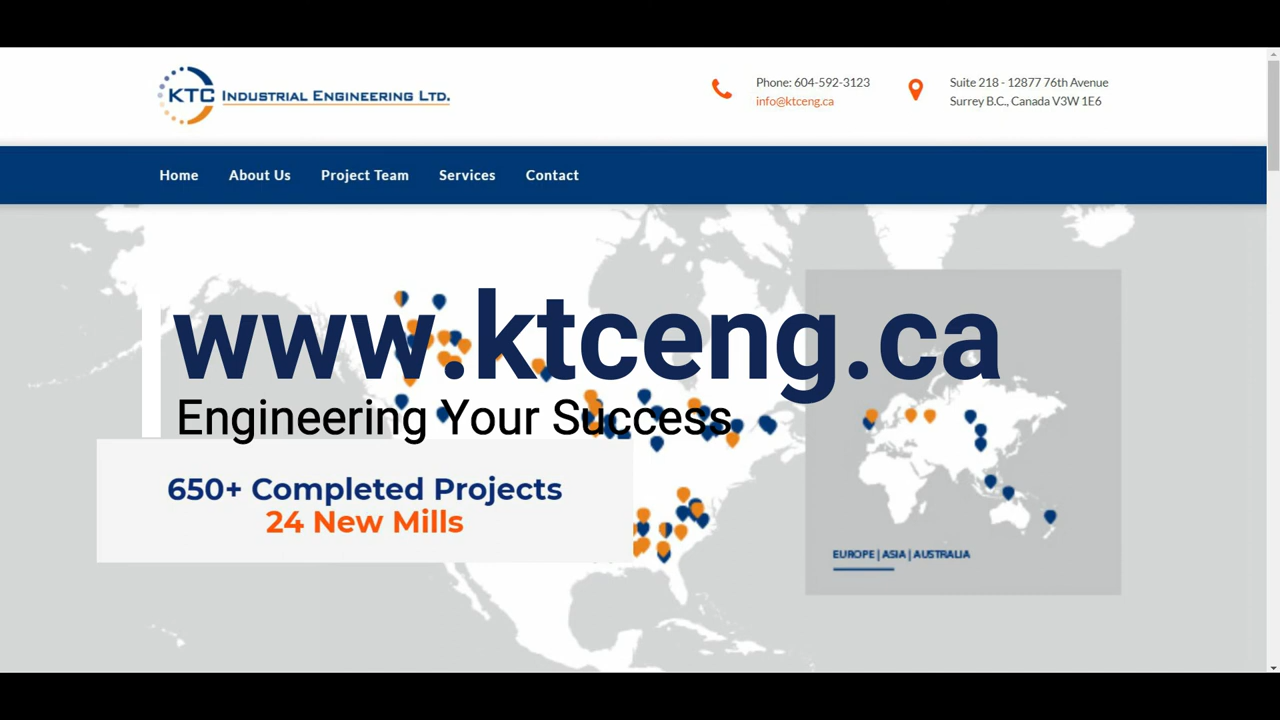 KTC INDUSTRIAL ENGINEERING LTD.
Phone: 604-592-3123
info@ktceng.ca
Suite 218 - 12877 76th Avenue
Surrey B.C., Canada V3W 1E6
Home About Us Project Team Services Contact
www.ktceng.ca
Engineering Your Success
650+ Completed Projects
24 New Mills
EUROPE | ASIA | AUSTRALIA